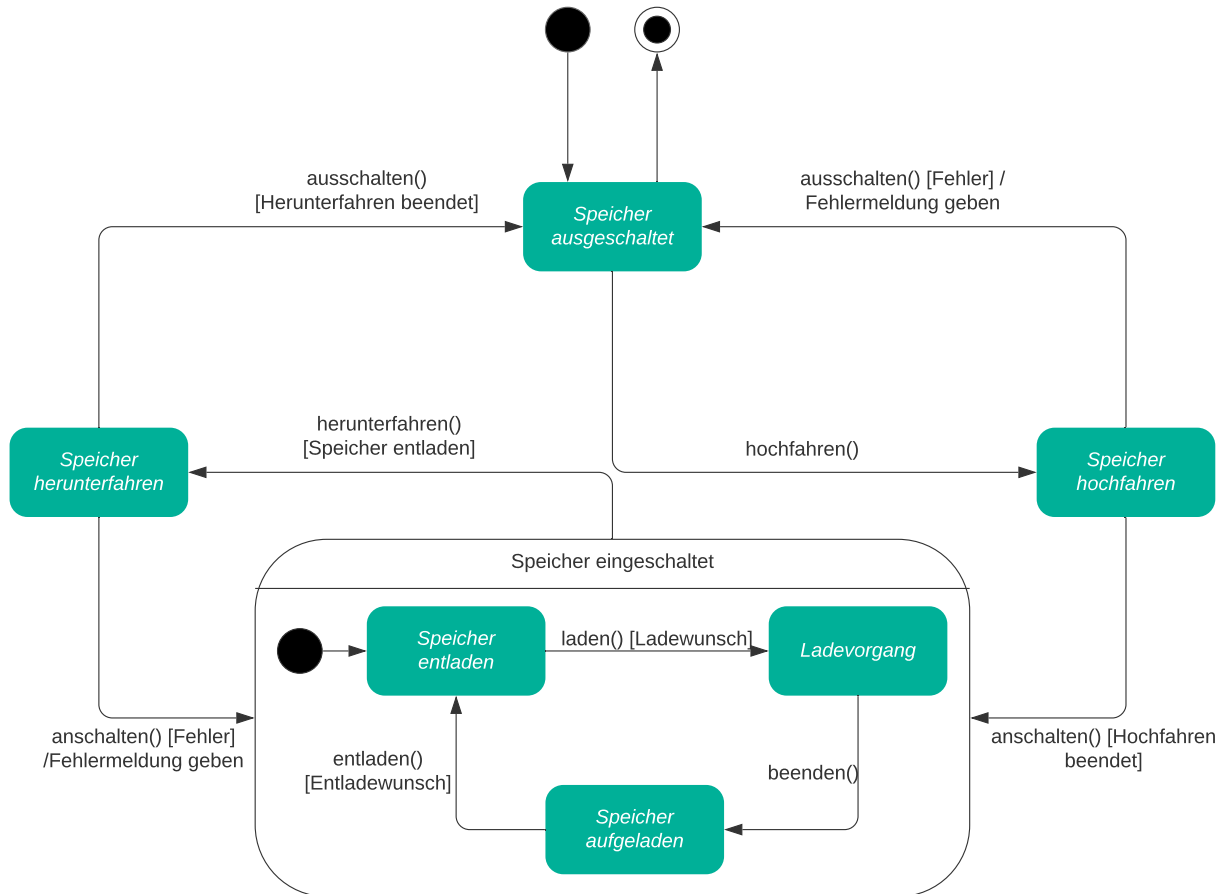 ausschalten()
[Herunterfahren beendet]
ausschalten() [Fehler] /
Fehlermeldung geben
Speicher
ausgeschaltet
herunterfahren()
[Speicher entladen]
hochfahren()
Speicher
herunterfahren
Speicher
hochfahren
Speicher eingeschaltet
Speicher
entladen
laden() [Ladewunsch]
Ladevorgang
anschalten() [Fehler]
/Fehlermeldung geben
anschalten() [Hochfahren
beendet]
entladen()
[Entladewunsch]
beenden()
Speicher
aufgeladen